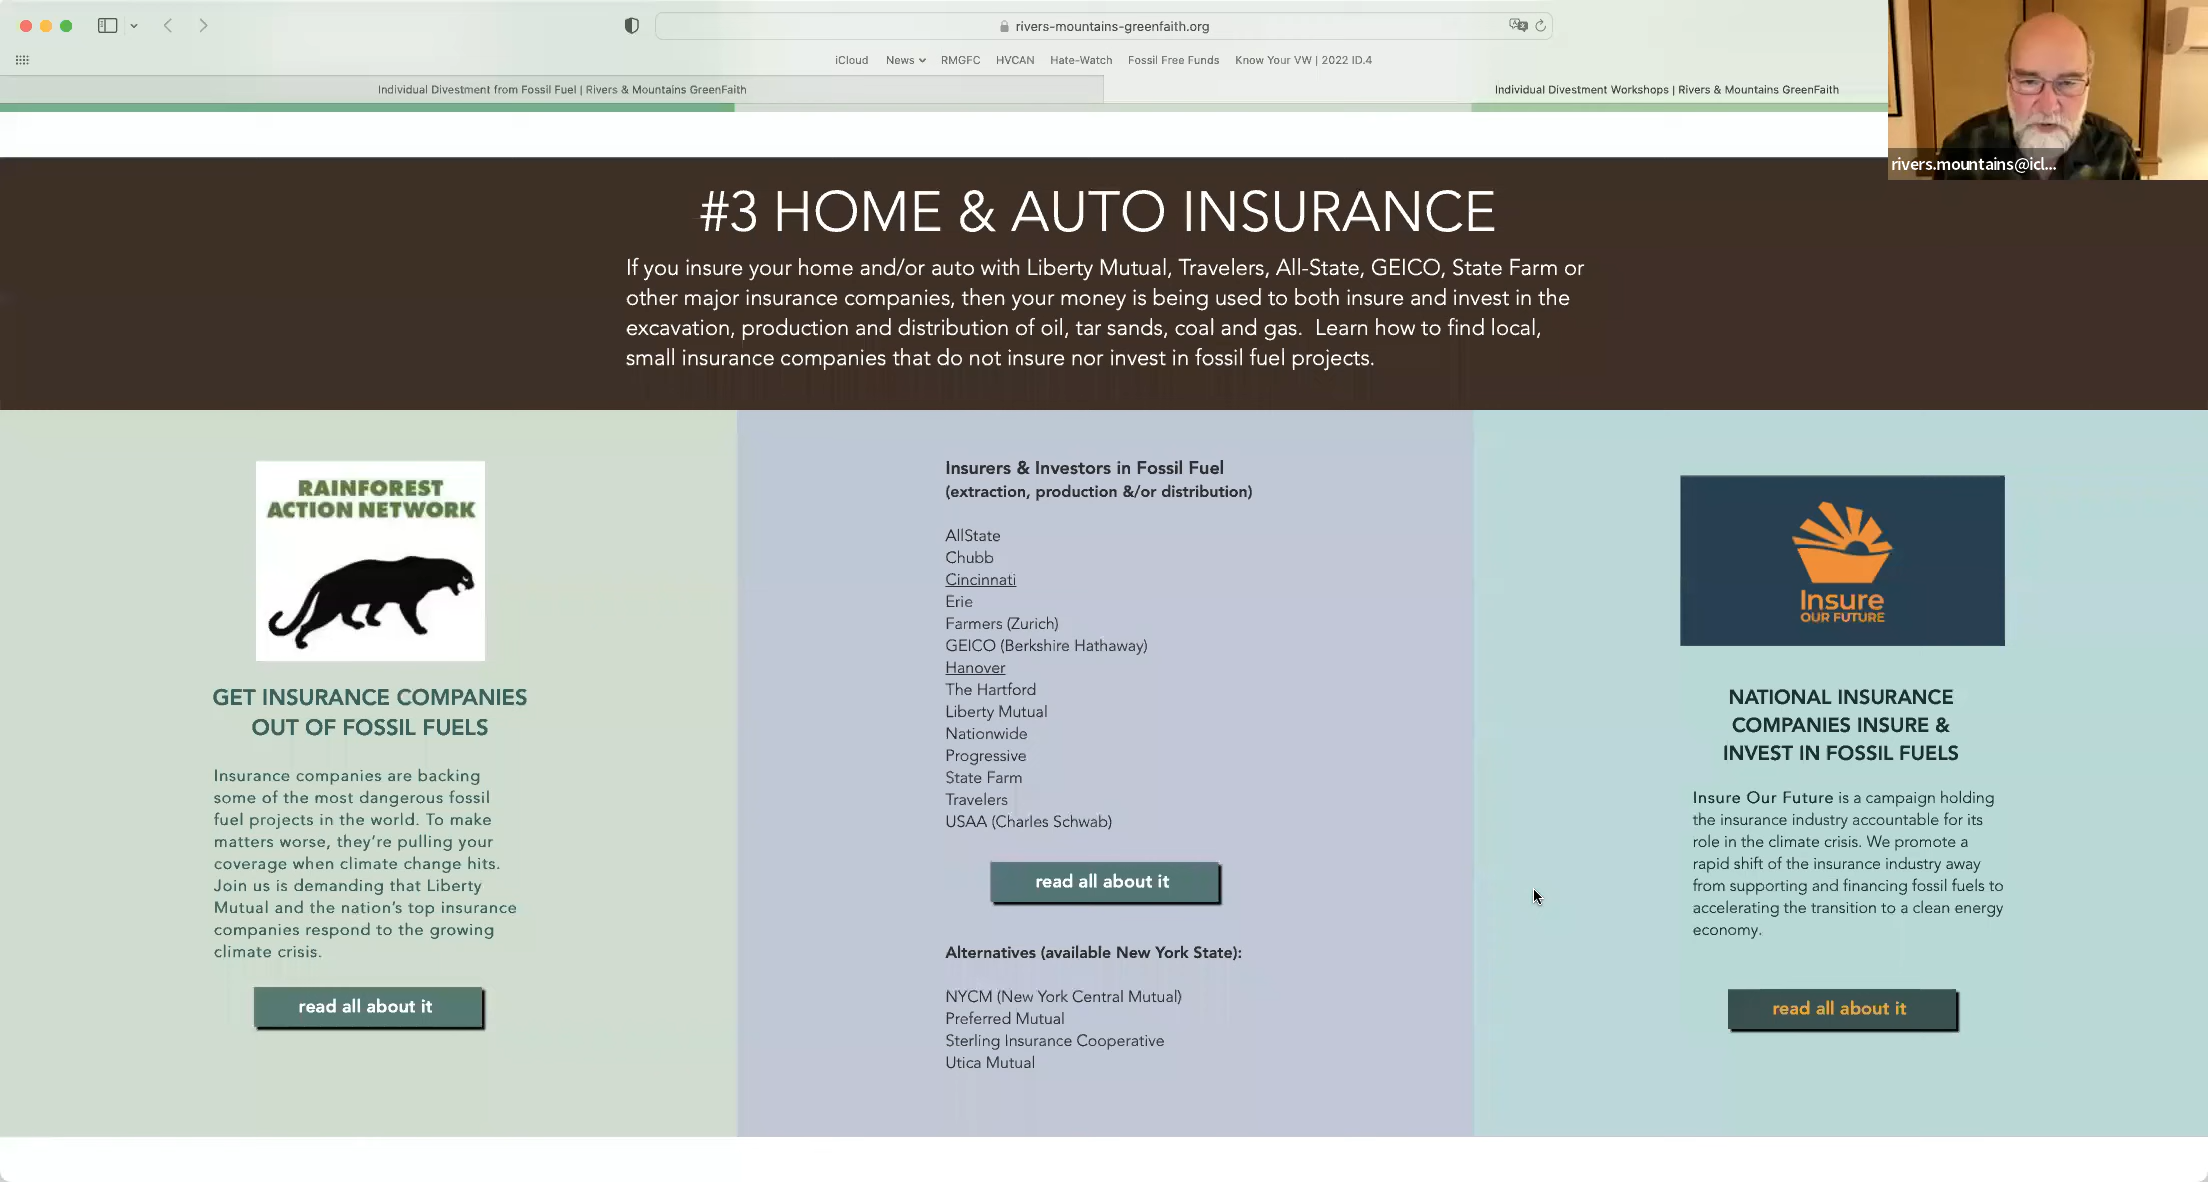 rivers-mountains-greenfaith.org
iCloud News RMGFC HVCAN Hate-Watch Fossil Free Funds Know Your VW | 2022 ID.4
Individual Divestment from Fossil Fuel | Rivers & Mountains GreenFaith
Individual Divestment Workshops | Rivers & Mountains GreenFaith
rivers.mountains@icl...
#3 HOME & AUTO INSURANCE
If you insure your home and/or auto with Liberty Mutual, Travelers, All-State, GEICO, State Farm or
other major insurance companies, then your money is being used to both insure and invest in the
excavation, production and distribution of oil, tar sands, coal and gas. Learn how to find local,
small insurance companies that do not insure nor invest in fossil fuel projects.
RAINFOREST
ACTION NETWORK
GET INSURANCE COMPANIES
OUT OF FOSSIL FUELS
Insurance companies are backing
some of the most dangerous fossil
fuel projects in the world. To make
matters worse, they're pulling your
coverage when climate change hits.
Join us is demanding that Liberty
Mutual and the nation's top insurance
companies respond to the growing
climate crisis.
read all about it
Insurers & Investors in Fossil Fuel
(extraction, production &/or distribution)
AllState
Chubb
Cincinnati
Erie
Farmers (Zurich)
GEICO (Berkshire Hathaway)
Hanover
The Hartford
Liberty Mutual
Nationwide
Progressive
State Farm
Travelers
USAA (Charles Schwab)
read all about it
Alternatives (available New York State):
NYCM (New York Central Mutual)
Preferred Mutual
Sterling Insurance Cooperative
Utica Mutual
Insure
OUR FUTURE
NATIONAL INSURANCE
COMPANIES INSURE &
INVEST IN FOSSIL FUELS
Insure Our Future is a campaign holding
the insurance industry accountable for its
role in the climate crisis. We promote a
rapid shift of the insurance industry away
from supporting and financing fossil fuels to
accelerating the transition to a clean energy
economy.
read all about it